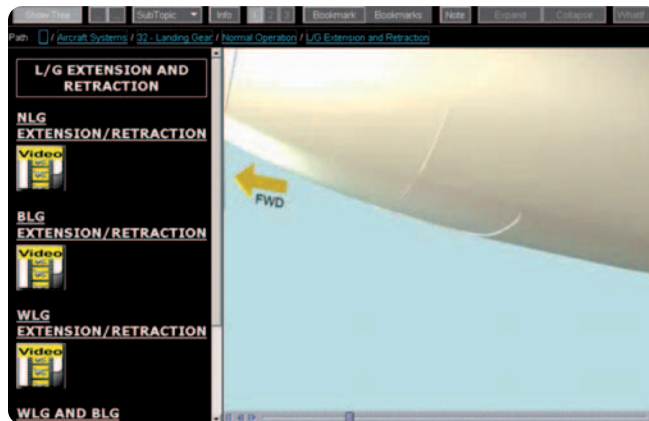 Show Tree SubTopic Info 1 2 3 Bookmark Bookmarks Note Expand Collapse WhatIf
Path / Aircraft Systems / 32 - Landing Gear / Normal Operation / L/G Extension and Retraction
L/G EXTENSION AND
RETRACTION
NLG
EXTENSION/RETRACTION
Video
BLG
EXTENSION/RETRACTION
Video
WLG
EXTENSION/RETRACTION
Video
WLG AND BLG
FWD